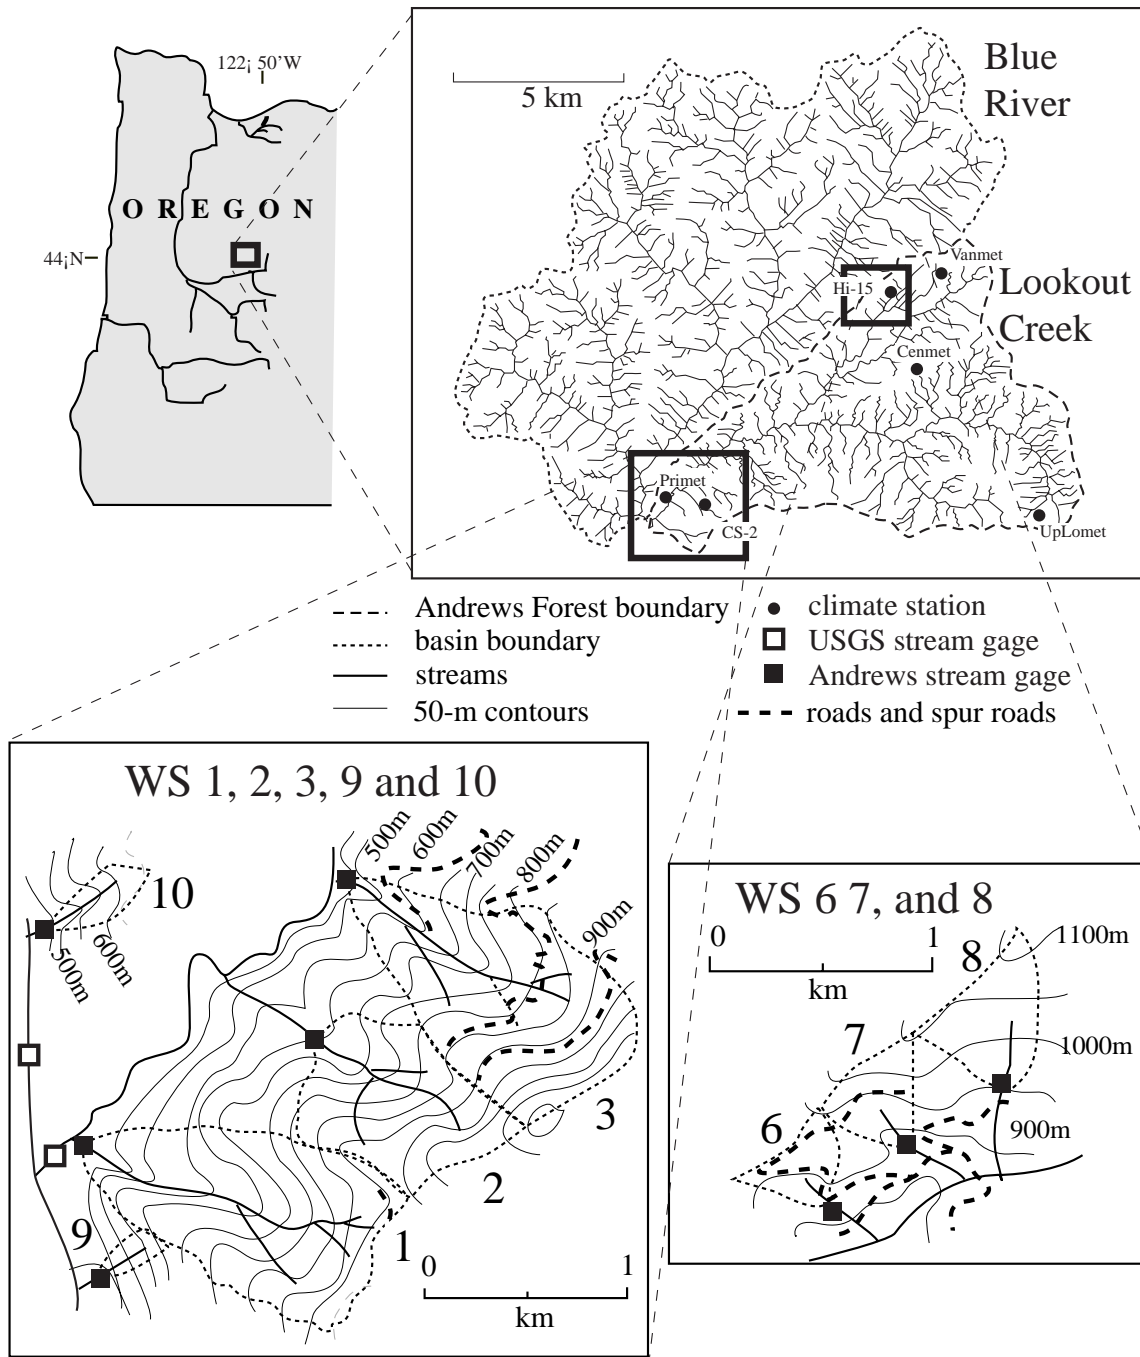 122¡ 50'W
OREGON
44¡N
5 km
Blue
River
Vanmet
Hi-15
Lookout
Creek
Cenmet
Primet
CS-2
UpLomet
Andrews Forest boundary
basin boundary
streams
50-m contours
climate station
USGS stream gage
Andrews stream gage
roads and spur roads
WS 1, 2, 3, 9 and 10
500m
600m
700m
800m
900m
10
500m
600m
3
2
1
9
0 1
km
WS 6 7, and 8
0 1
km
8
1100m
7
1000m
6
900m